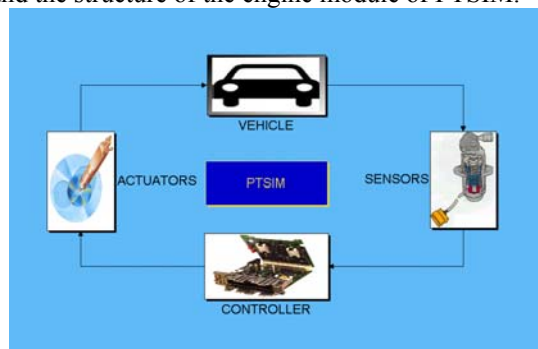 and the structure of the engine module of PTSIM.
VEHICLE
ACTUATORS
PTSIM
SENSORS
CONTROLLER